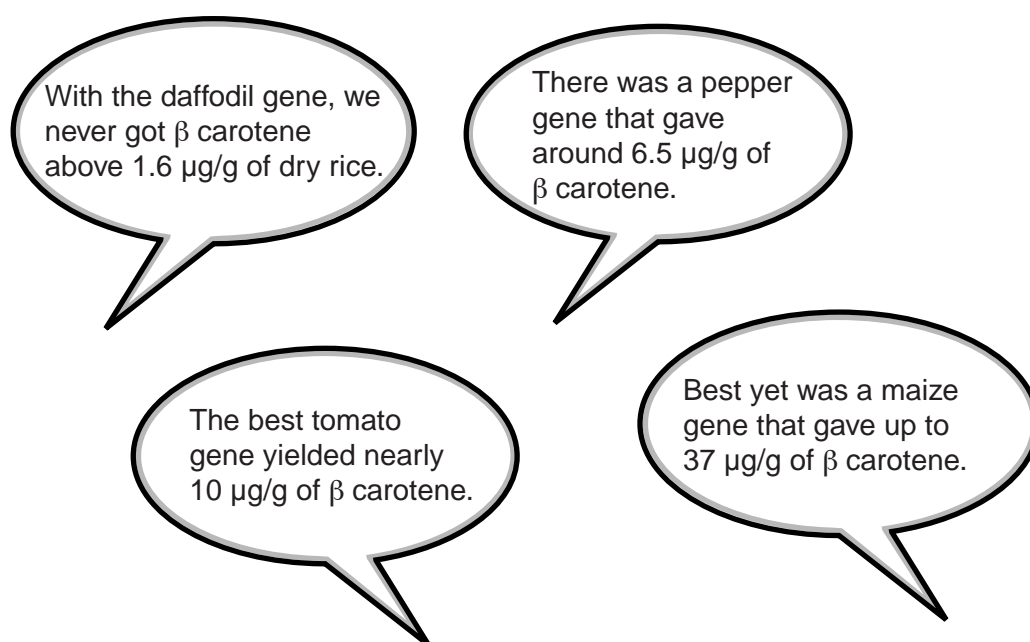 With the daffodil gene, we
never got β carotene
above 1.6 μg/g of dry rice.
There was a pepper
gene that gave
around 6.5 μg/g of
β carotene.
The best tomato
gene yielded nearly
10 μg/g of β carotene.
Best yet was a maize
gene that gave up to
37 μg/g of β carotene.